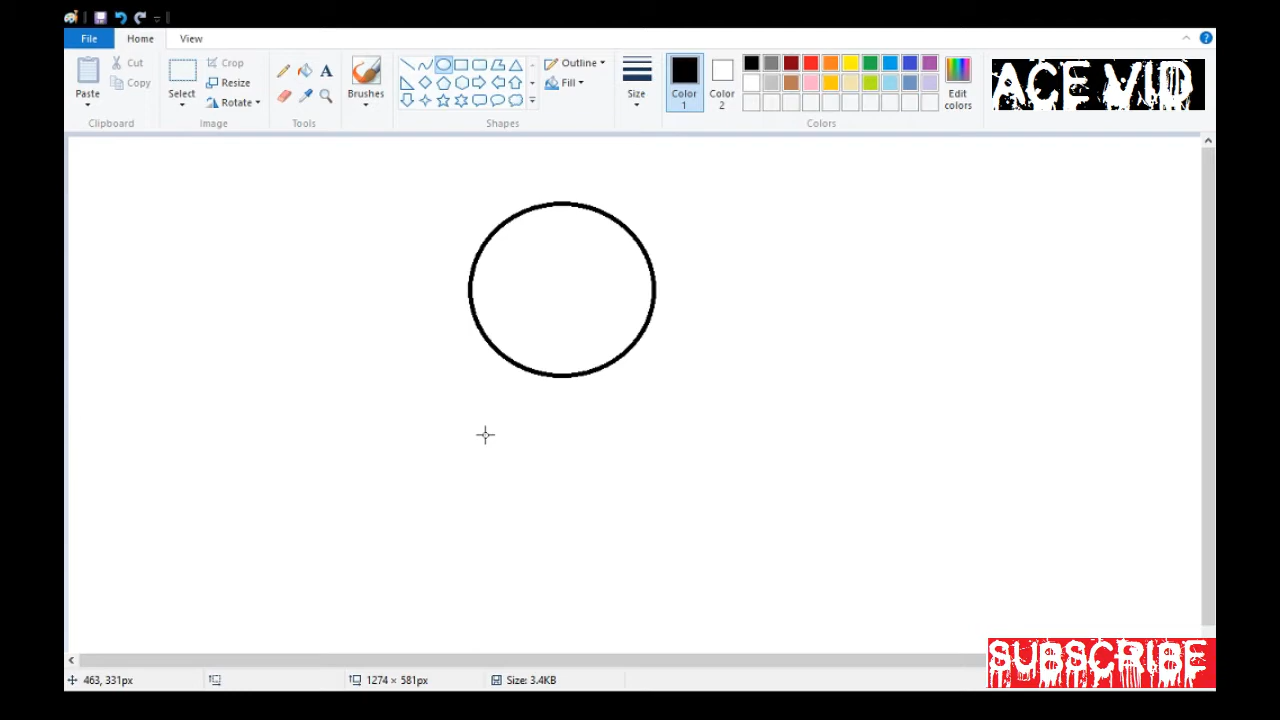 File Home View
Cut
Copy
Paste
Clipboard
Crop
Resize
Rotate
Select
Image
A
Tools
Brushes
Outline
Fill
Shapes
Size
Color 1
Color 2
Edit colors
Colors
ACE VID
463, 331px
1274 × 581px
Size: 3.4KB
SUBSCRIBE